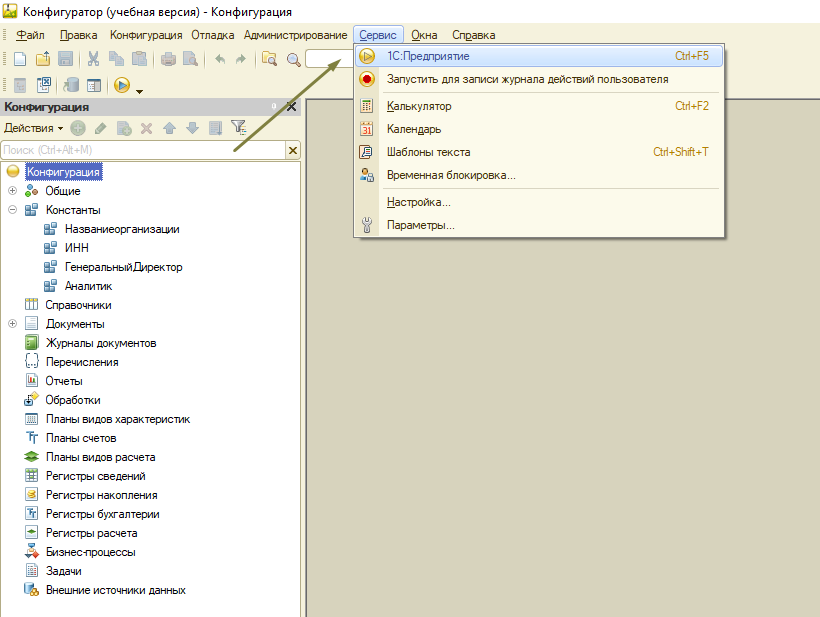 Конфигуратор (учебная версия) - Конфигурация
Файл Правка Конфигурация Отладка Администрирование Сервис Окна Справка
1С:Предприятие Ctrl+F5
Запустить для записи журнала действий пользователя
Калькулятор Ctrl+F2
Календарь
Шаблоны текста Ctrl+Shift+T
Временная блокировка...
Настройка...
Параметры...
Конфигурация
Действия
Поиск (Ctrl+Alt+M)
Конфигурация
Общие
Константы
Названиеорганизации
ИНН
ГенеральныйДиректор
Аналитик
Справочники
Документы
Журналы документов
Перечисления
Отчеты
Обработки
Планы видов характеристик
Планы счетов
Планы видов расчета
Регистры сведений
Регистры накопления
Регистры бухгалтерии
Регистры расчета
Бизнес-процессы
Задачи
Внешние источники данных